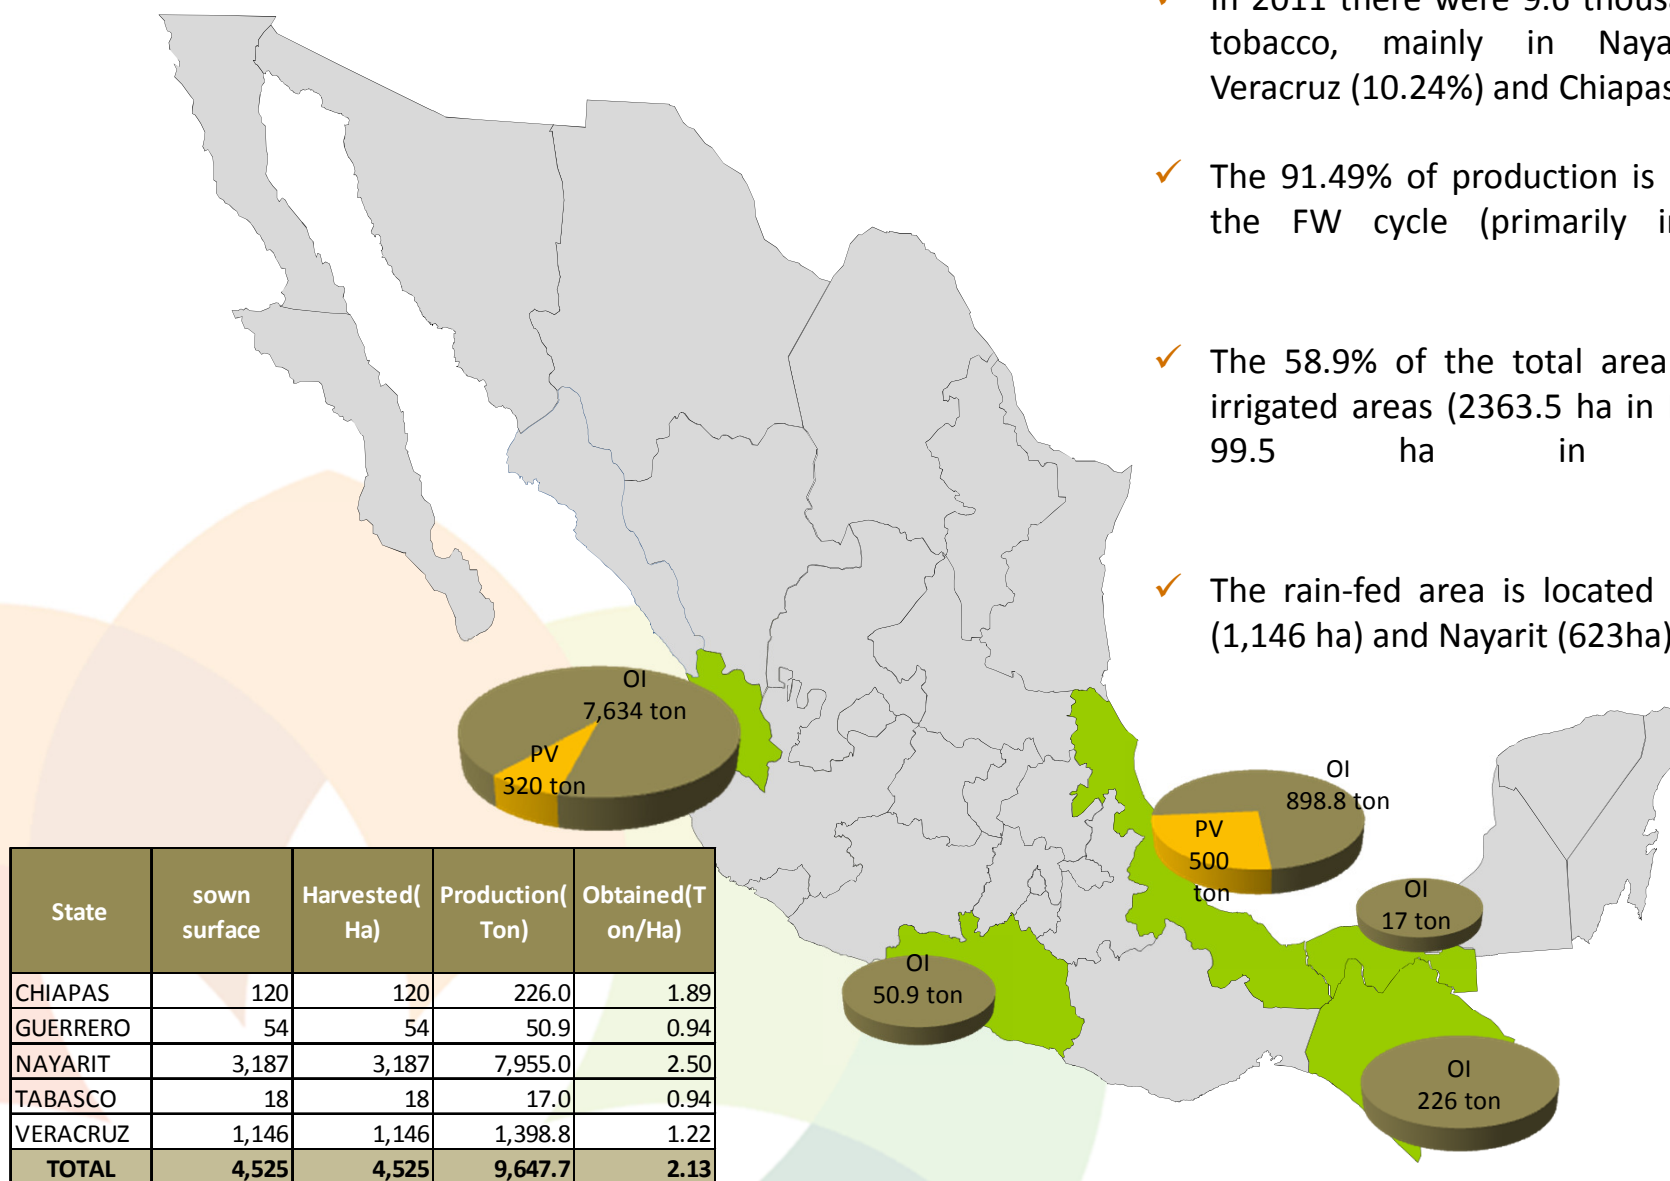 In 2011 there were 9.6
tobacco, mainly in
Veracruz (10.24%) and Chiapas
The 91.49% of production is
the FW cycle (primarily
The 58.9% of the total area
irrigated areas (2363.5 ha in
99.5 ha in
The rain-fed area is located
(1,146 ha) and Nayarit (623ha)
OI
7,634 ton
PV
320 ton
OI
898.8 ton
PV
500
ton
OI
17 ton
OI
50.9 ton
OI
226 ton
State sown surface Harvested( Ha) Production( Ton) Obtained(T on/Ha)
CHIAPAS 120 120 226.0 1.89
GUERRERO 54 54 50.9 0.94
NAYARIT 3,187 3,187 7,955.0 2.50
TABASCO 18 18 17.0 0.94
VERACRUZ 1,146 1,146 1,398.8 1.22
TOTAL 4,525 4,525 9,647.7 2.13